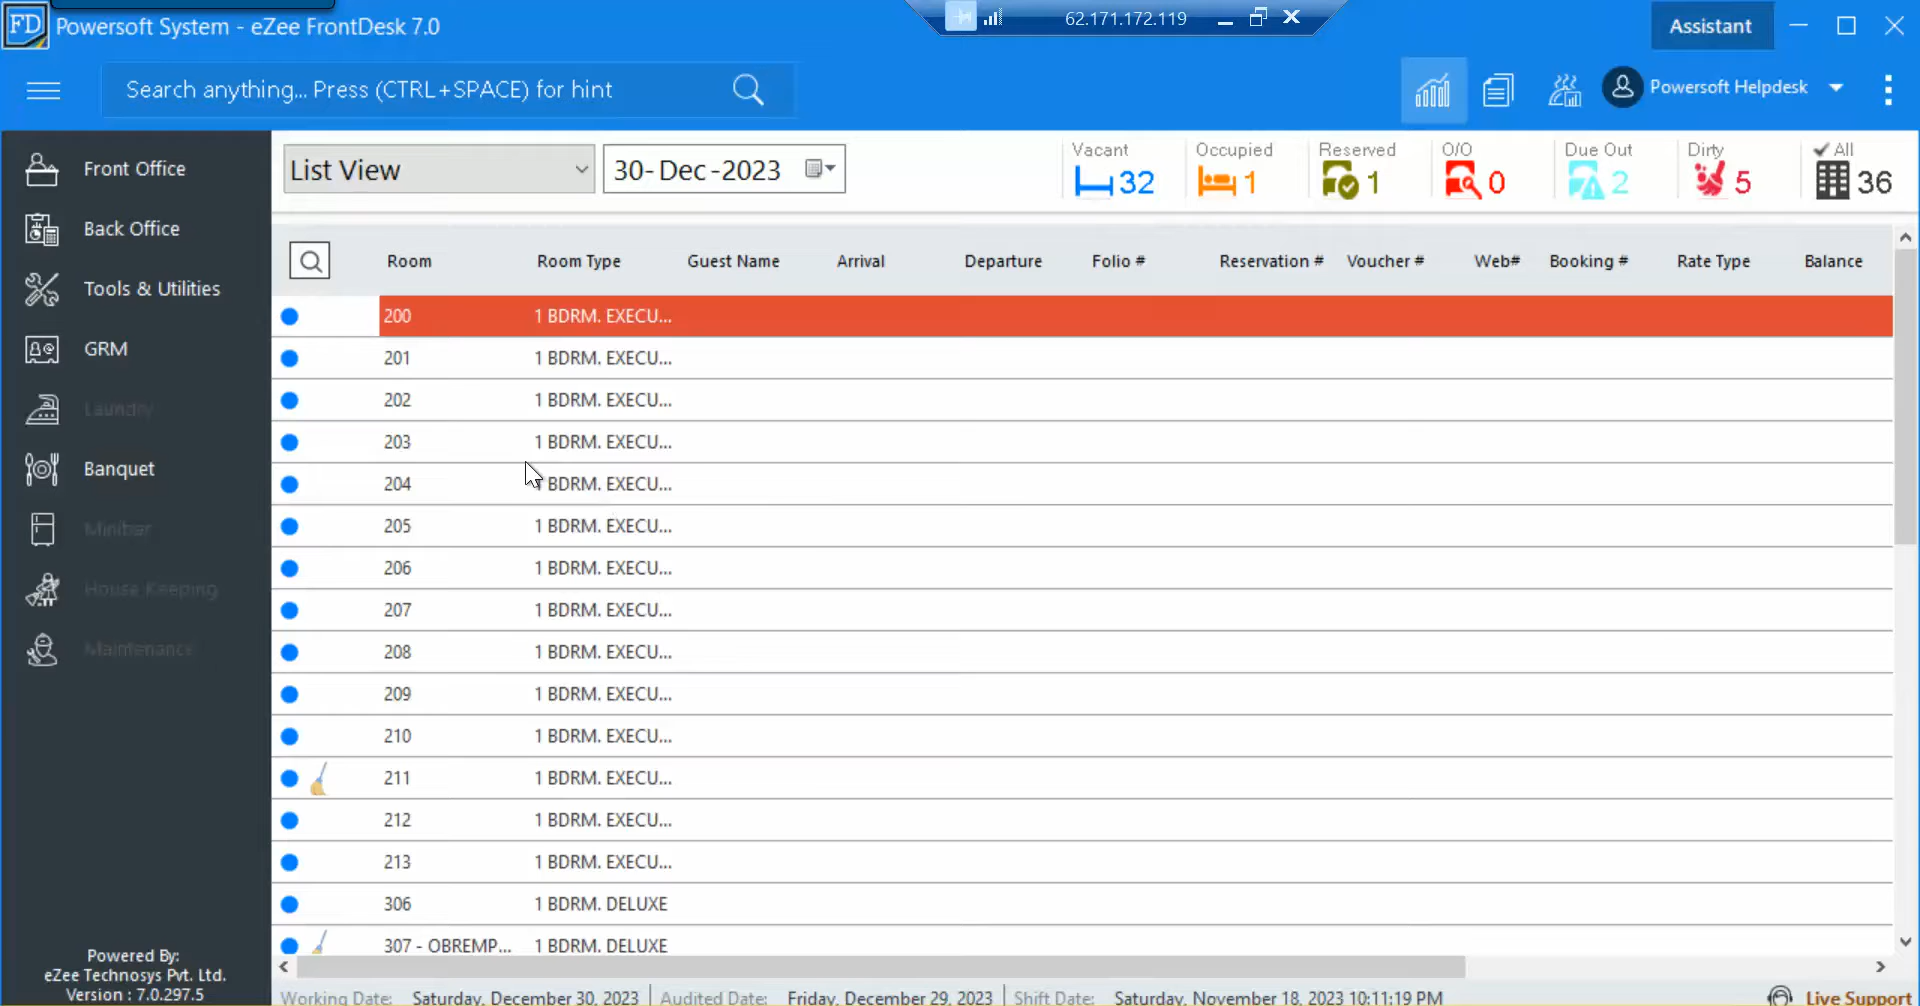 FD Powersoft System - eZee FrontDesk 7.0
62.171.172.119
Assistant
Search anything... Press (CTRL+SPACE) for hint
Powersoft Helpdesk
Front Office
Back Office
Tools & Utilities
GRM
Laundry
Banquet
Minibar
House Keeping
Maintenance
Powered By:
eZee Technosys Pvt. Ltd.
Version : 7.0.297.5
List View
30-Dec-2023
Vacant 32
Occupied 1
Reserved 1
O/O 0
Due Out 2
Dirty 5
All 36
Room Room Type Guest Name Arrival Departure Folio # Reservation # Voucher # Web# Booking # Rate Type Balance
200 1 BDRM. EXECU...
201 1 BDRM. EXECU...
202 1 BDRM. EXECU...
203 1 BDRM. EXECU...
204 1 BDRM. EXECU...
205 1 BDRM. EXECU...
206 1 BDRM. EXECU...
207 1 BDRM. EXECU...
208 1 BDRM. EXECU...
209 1 BDRM. EXECU...
210 1 BDRM. EXECU...
211 1 BDRM. EXECU...
212 1 BDRM. EXECU...
213 1 BDRM. EXECU...
306 1 BDRM. DELUXE
307 - OBREMP... 1 BDRM. DELUXE
Working Date: Saturday, December 30, 2023 Audited Date: Friday, December 29, 2023 Shift Date: Saturday, November 18, 2023 10:11:19 PM Live Support